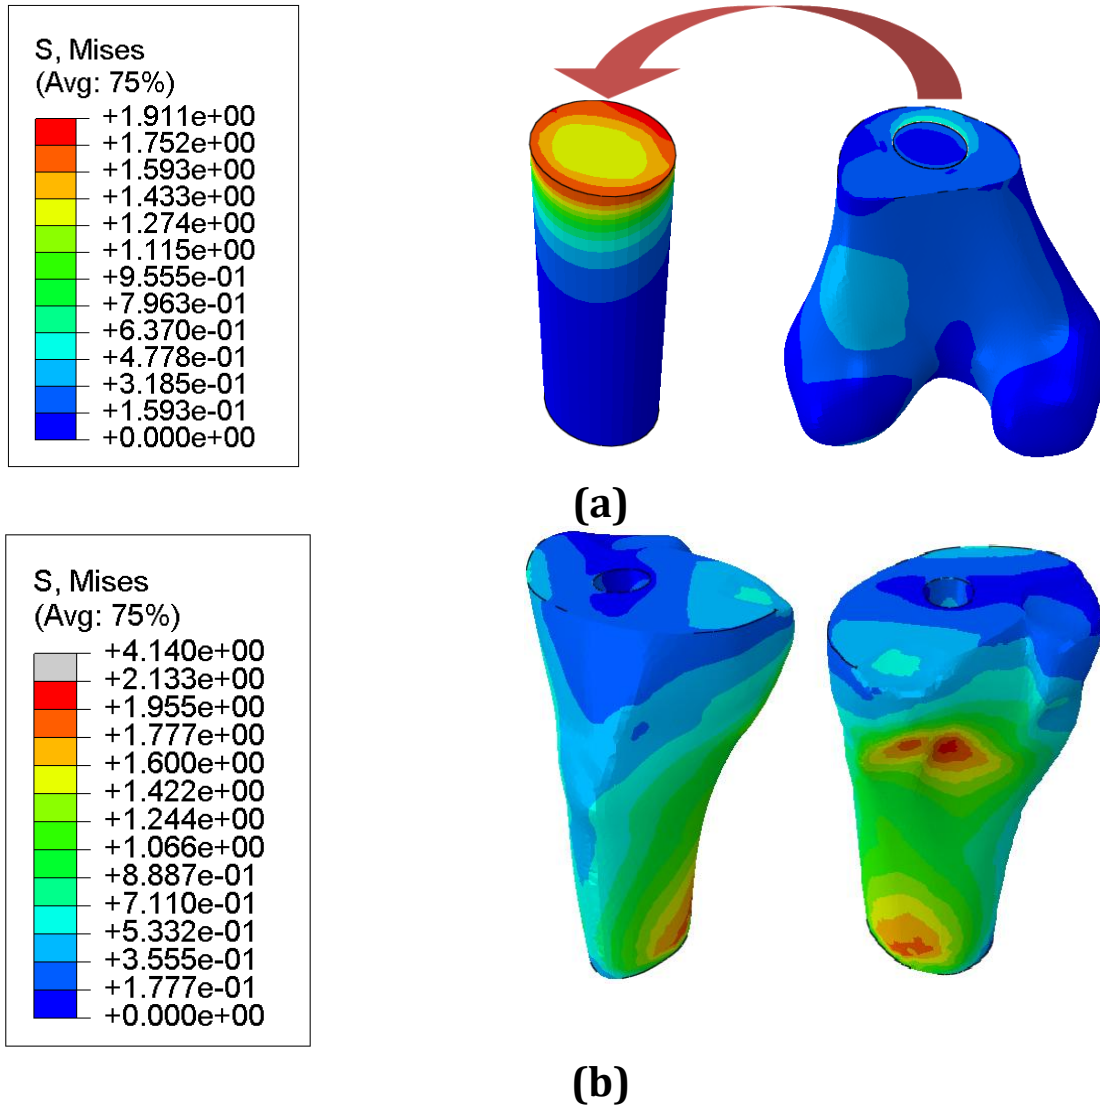 S, Mises
(Avg: 75%)
+1.911e+00
+1.752e+00
+1.593e+00
+1.433e+00
+1.274e+00
+1.115e+00
+9.555e-01
+7.963e-01
+6.370e-01
+4.778e-01
+3.185e-01
+1.593e-01
+0.000e+00
(a)
S, Mises
(Avg: 75%)
+4.140e+00
+2.133e+00
+1.955e+00
+1.777e+00
+1.600e+00
+1.422e+00
+1.244e+00
+1.066e+00
+8.887e-01
+7.110e-01
+5.332e-01
+3.555e-01
+1.777e-01
+0.000e+00
(b)